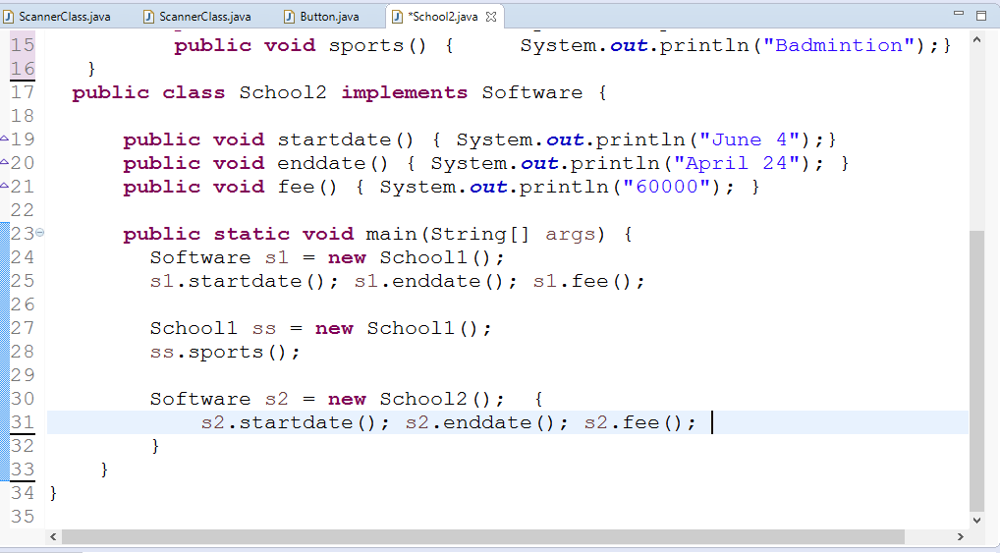 ScannerClass.java ScannerClass.java Button.java *School2.java
15 public void sports() { System.out.println("Badmintion");}
16 }
17 public class School2 implements Software {
18
19 public void startdate() { System.out.println("June 4");}
20 public void enddate() { System.out.println("April 24"); }
21 public void fee() { System.out.println("60000"); }
22
23 public static void main(String[] args) {
24 Software s1 = new School1();
25 s1.startdate(); s1.enddate(); s1.fee();
26
27 School1 ss = new School1();
28 ss.sports();
29
30 Software s2 = new School2(); {
31 s2.startdate(); s2.enddate(); s2.fee();
32 }
33 }
34 }
35